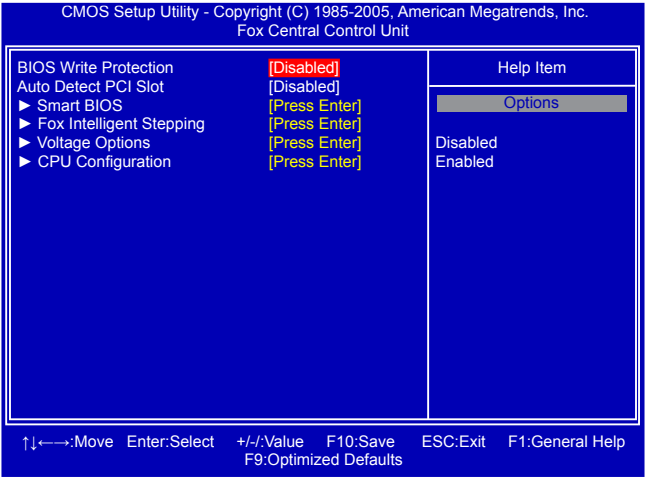 CMOS Setup Utility - Copyright (C) 1985-2005, American Megatrends, Inc.
Fox Central Control Unit
BIOS Write Protection [Disabled]
Auto Detect PCI Slot [Disabled]
► Smart BIOS [Press Enter]
► Fox Intelligent Stepping [Press Enter]
► Voltage Options [Press Enter]
► CPU Configuration [Press Enter]
Help Item
Options
Disabled
Enabled
↑↓←→:Move Enter:Select +/-/:Value F10:Save ESC:Exit F1:General Help
F9:Optimized Defaults